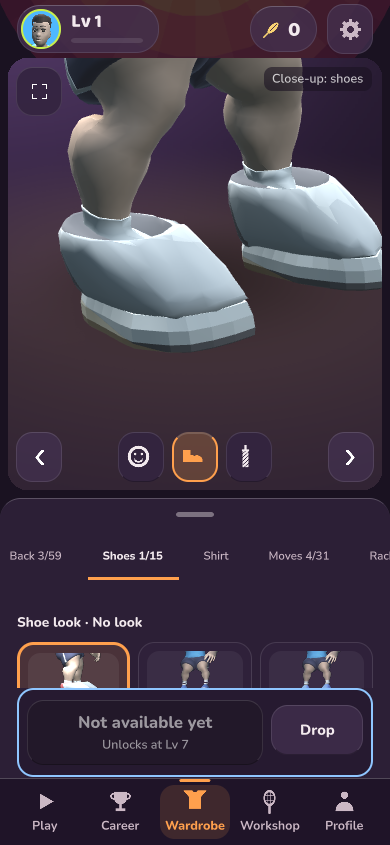 Lv 1
0
Close-up: shoes
Back 3/59
Shoes 1/15
Shirt
Moves 4/31
Shoe look · No look
Not available yet
Unlocks at Lv 7
Drop
Play
Career
Wardrobe
Workshop
Profile